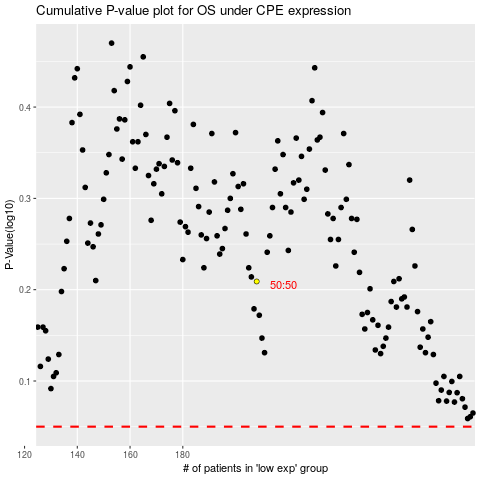 Cumulative P-value plot for OS under CPE expression
P-Value(log10)
0.4
0.3
0.2
0.1
50:50
120 140 160 180
# of patients in 'low exp' group